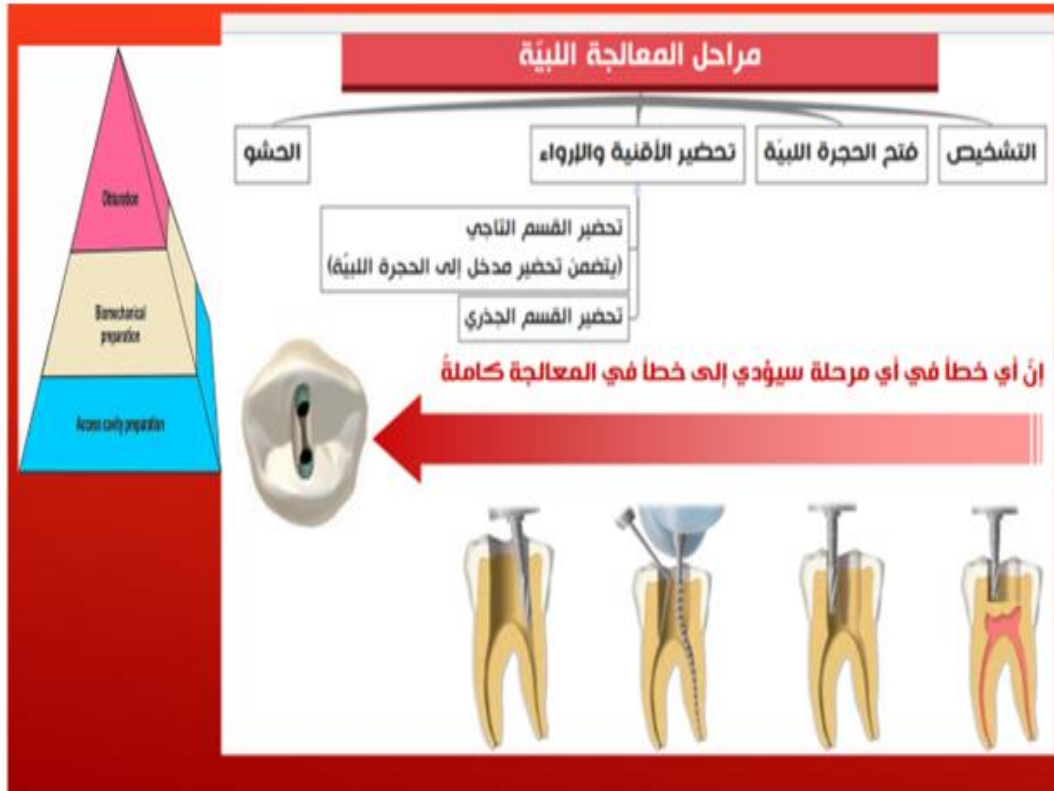 مراحل المعالجة اللبيّة
التشخيص
فتح الحجرة اللبيّة
تحضير الأقنية والإرواء
الحشو
تحضير القسم التاجي
(يتضمن تحضير مدخل إلى الحجرة اللبيّة)
تحضير القسم الجذري
إنّ أي خطأ في أي مرحلة سيؤدي إلى خطأ في المعالجة كاملةً
Obturation
Biomechanical
preparation
Access cavity preparation